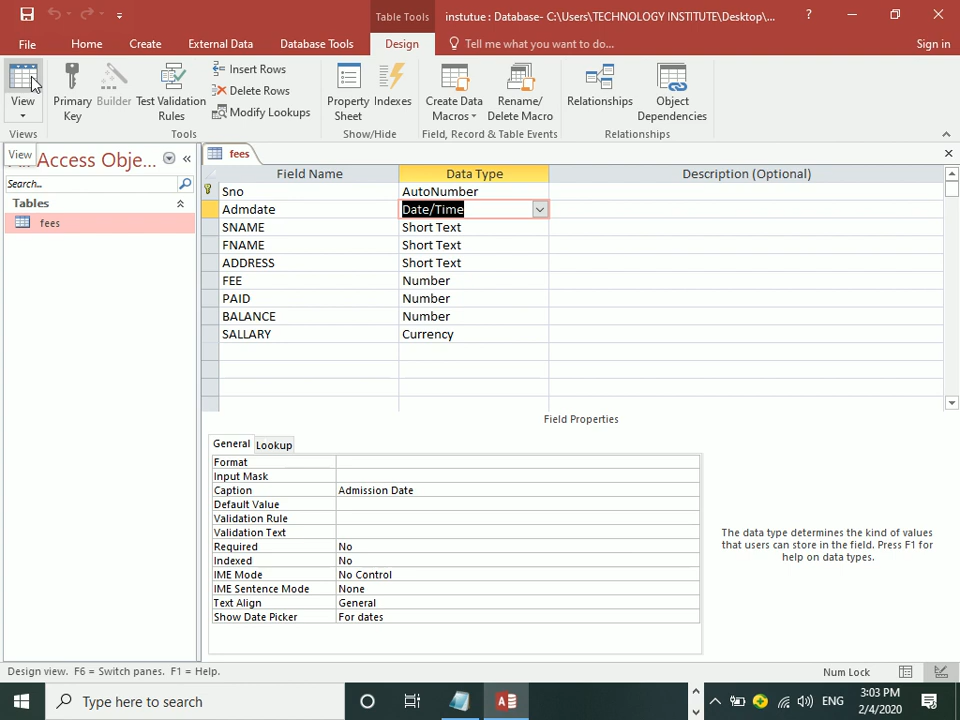 Table Tools
instutue : Database- C:\Users\TECHNOLOGY INSTITUTE\Desktop\...
?
File
Home
Create
External Data
Database Tools
Design
Tell me what you want to do...
Sign in
View
Primary Key
Builder
Test Validation Rules
Insert Rows
Delete Rows
Modify Lookups
Property Sheet
Indexes
Create Data Macros
Rename/ Delete Macro
Relationships
Object Dependencies
Views
Tools
Show/Hide
Field, Record & Table Events
Relationships
View
Access Obje...
Search...
Tables
fees
fees
Field Name Data Type Description (Optional)
Sno AutoNumber
Admdate Date/Time
SNAME Short Text
FNAME Short Text
ADDRESS Short Text
FEE Number
PAID Number
BALANCE Number
SALLARY Currency
Field Properties
General Lookup
Format
Input Mask
Caption Admission Date
Default Value
Validation Rule
Validation Text
Required No
Indexed No
IME Mode No Control
IME Sentence Mode None
Text Align General
Show Date Picker For dates
The data type determines the kind of values
that users can store in the field. Press F1 for
help on data types.
Design view. F6 = Switch panes. F1 = Help.
Num Lock
Type here to search
ENG
3:03 PM
2/4/2020